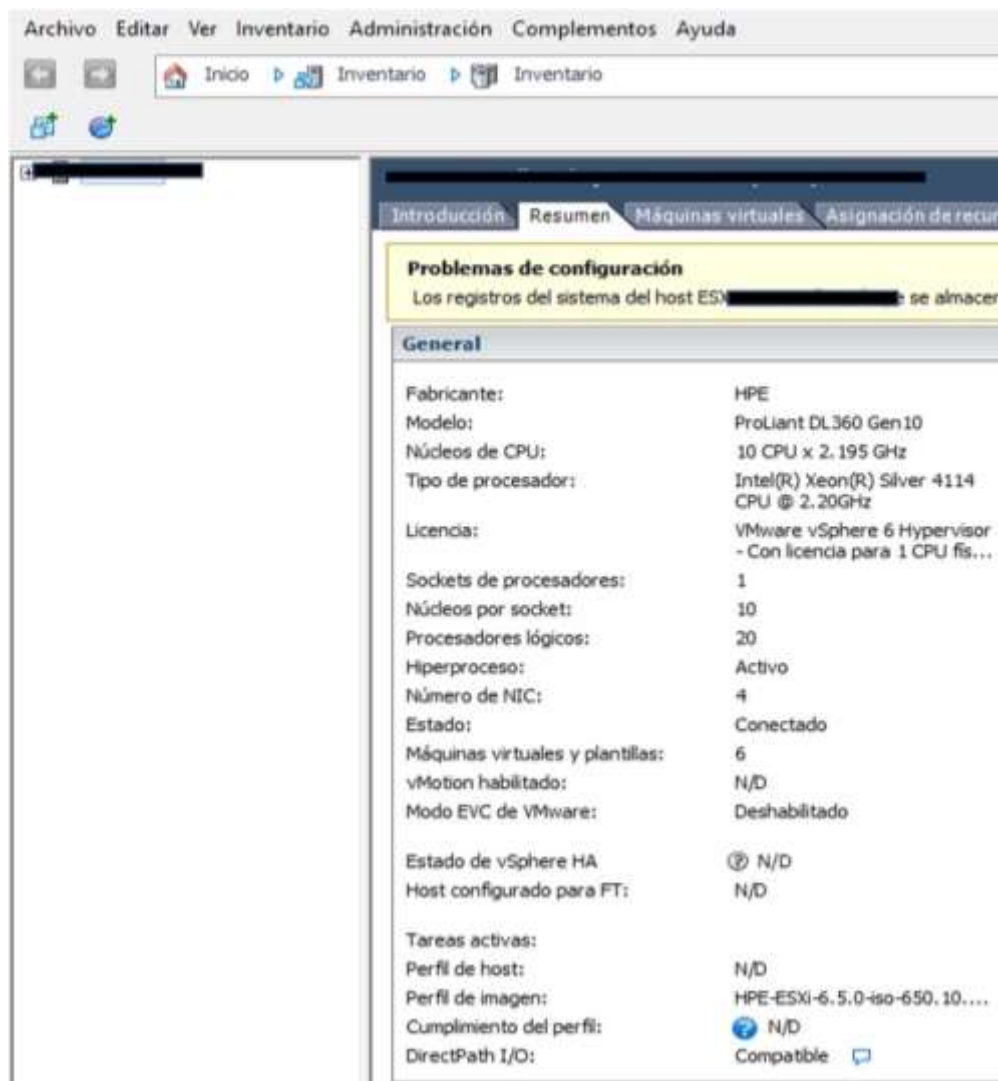 Archivo Editar Ver Inventario Administración Complementos Ayuda
Inicio Inventario Inventario
Introducción Resumen Máquinas virtuales Asignación de recur
Problemas de configuración
Los registros del sistema del host ESX se almacen
General
Fabricante: HPE
Modelo: ProLiant DL360 Gen10
Núcleos de CPU: 10 CPU x 2.195 GHz
Tipo de procesador: Intel(R) Xeon(R) Silver 4114
CPU @ 2.20GHz
Licencia: VMware vSphere 6 Hypervisor
- Con licencia para 1 CPU fís...
Sockets de procesadores: 1
Núcleos por socket: 10
Procesadores lógicos: 20
Hiperproceso: Activo
Número de NIC: 4
Estado: Conectado
Máquinas virtuales y plantillas: 6
vMotion habilitado: N/D
Modo EVC de VMware: Deshabilitado
Estado de vSphere HA N/D
Host configurado para FT: N/D
Tareas activas:
Perfil de host: N/D
Perfil de imagen: HPE-ESXi-6.5.0-iso-650.10....
Cumplimiento del perfil: N/D
DirectPath I/O: Compatible